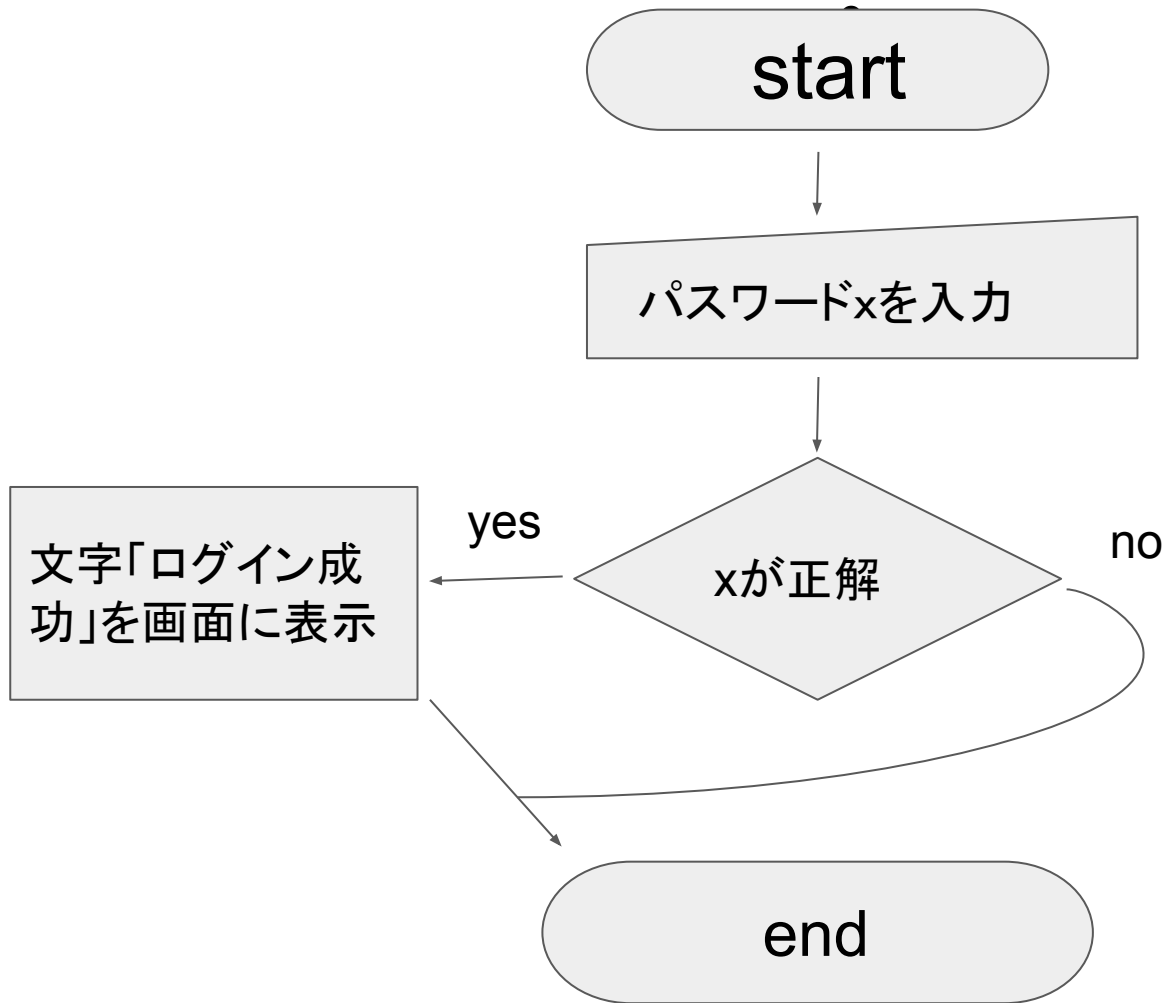 start
パスワードxを入力
yes
no
xが正解
文字「ログイン成
功」を画面に表示
end